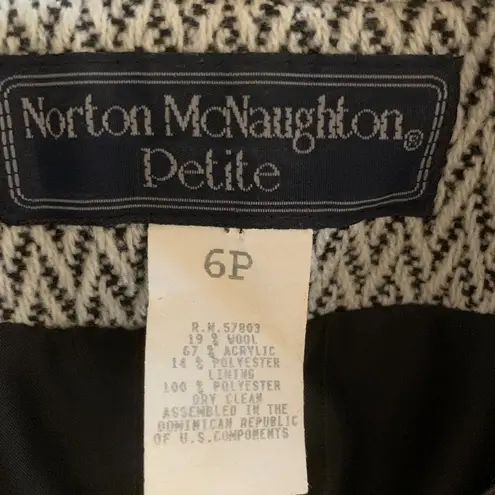 Norton McNaughton®
Petite
6P
R.N. 57803
19 % WOOL
67 % ACRYLIC
14 % POLYESTER
LINING
100 % POLYESTER
DRY CLEAN
ASSEMBLED IN THE
DOMINICAN REPUBLIC
OF U.S.COMPONENTS